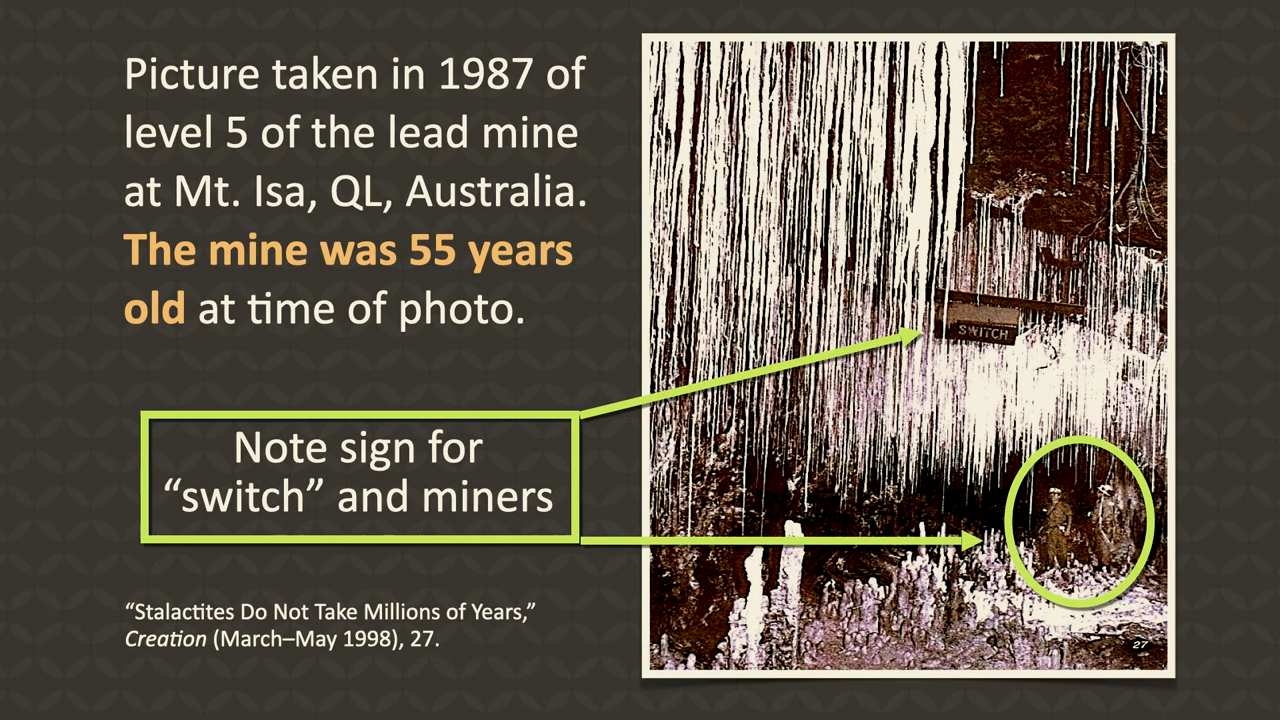 Picture taken in 1987 of
level 5 of the lead mine
at Mt. Isa, QL, Australia.
The mine was 55 years
old at time of photo.
SWITCH
Note sign for
“switch” and miners
“Stalactites Do Not Take Millions of Years,”
Creation (March–May 1998), 27.
27